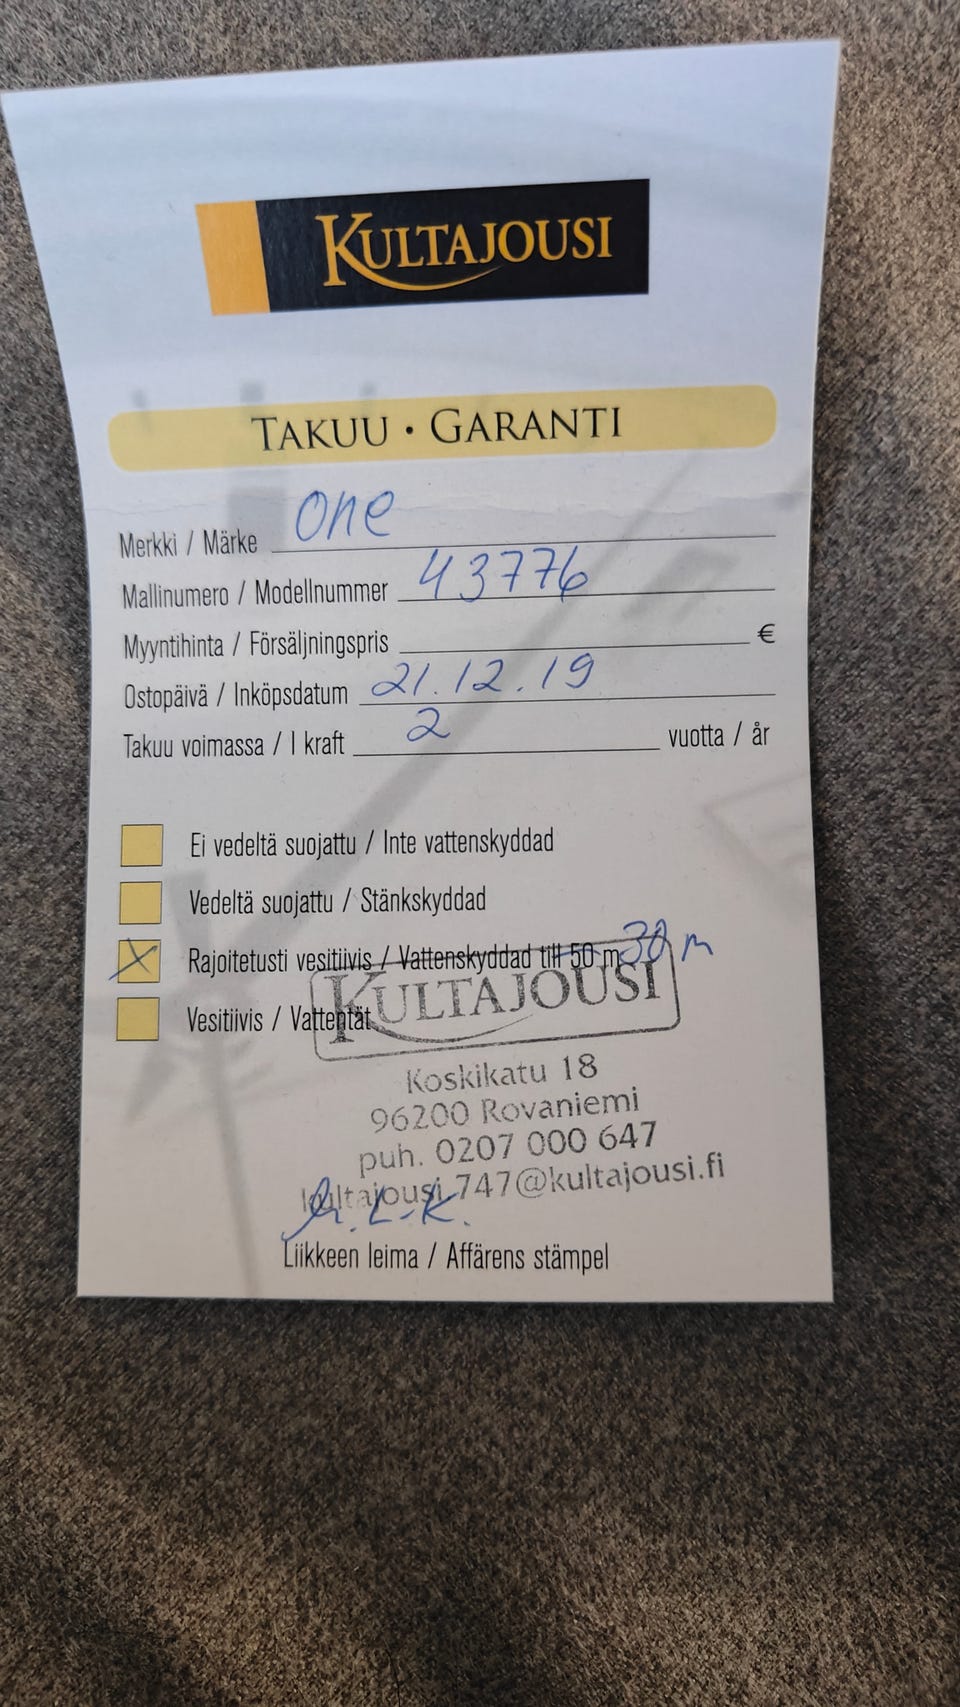 KULTAJOUSI
TAKUU • GARANTI
Merkki / Märke one
Mallinumero / Modellnummer 43776
Myyntihinta / Försäljningspris €
Ostopäivä / Inköpsdatum 21.12.19
Takuu voimassa / I kraft 2 vuotta / år
Ei vedeltä suojattu / Inte vattenskyddad
Vedeltä suojattu / Stänkskyddad
X Rajoitetusti vesitiivis / Vattenskyddad till 50 m 30 m
Vesitiivis / Vattentät
KULTAJOUSI
Koskikatu 18
96200 Rovaniemi
puh. 0207 000 647
kultajousi.747@kultajousi.fi
L-K.
Liikkeen leima / Affärens stämpel